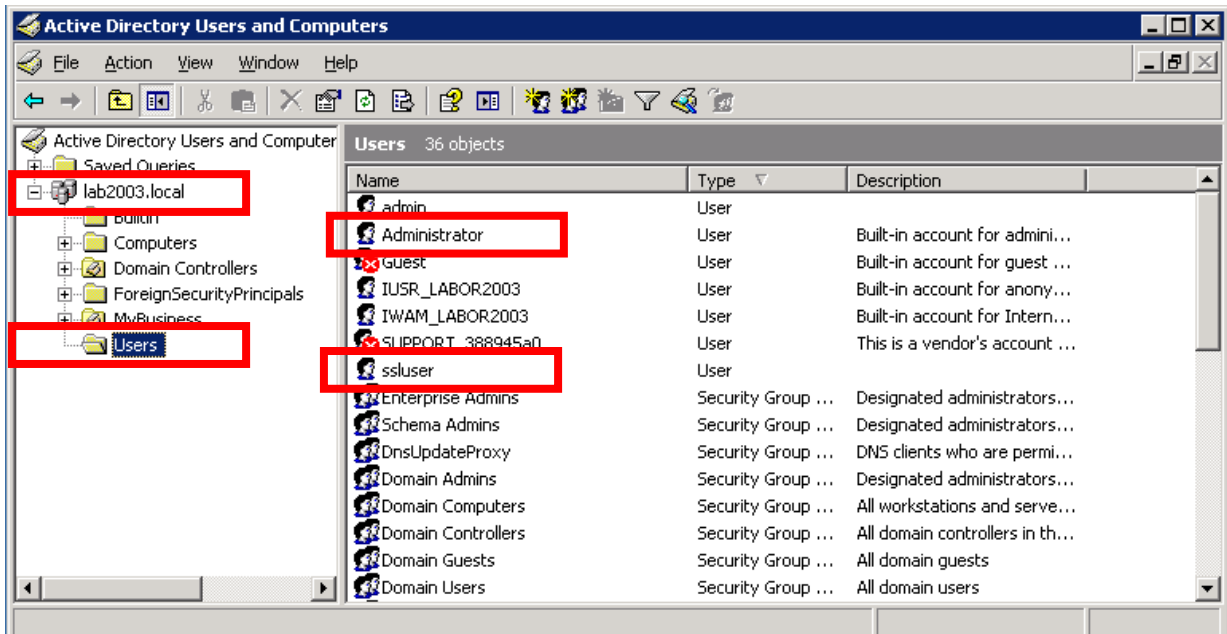 Active Directory Users and Computers
File Action View Window Help
Active Directory Users and Computer
Saved Queries
lab2003.local
Builtin
Computers
Domain Controllers
ForeignSecurityPrincipals
MyBusiness
Users
Users 36 objects
Name Type Description
admin User
Administrator User Built-in account for admini...
Guest User Built-in account for guest ...
IUSR_LABOR2003 User Built-in account for anony...
IWAM_LABOR2003 User Built-in account for Intern...
SUPPORT_388945a0 User This is a vendor's account ...
ssluser User
Enterprise Admins Security Group ... Designated administrators...
Schema Admins Security Group ... Designated administrators...
DnsUpdateProxy Security Group ... DNS clients who are permi...
Domain Admins Security Group ... Designated administrators...
Domain Computers Security Group ... All workstations and serve...
Domain Controllers Security Group ... All domain controllers in th...
Domain Guests Security Group ... All domain guests
Domain Users Security Group ... All domain users